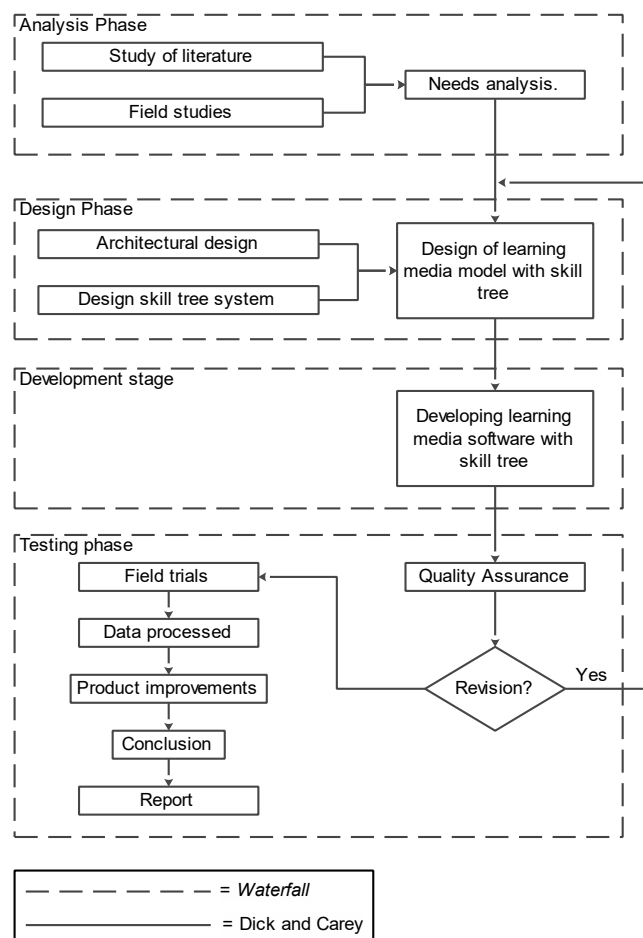 Analysis Phase
Study of literature
Field studies
Needs analysis.
Design Phase
Architectural design
Design skill tree system
Design of learning
media model with skill
tree
Development stage
Developing learning
media software with
skill tree
Testing phase
Field trials
Quality Assurance
Data processed
Product improvements
Revision?
Yes
Conclusion
Report
= Waterfall
= Dick and Carey